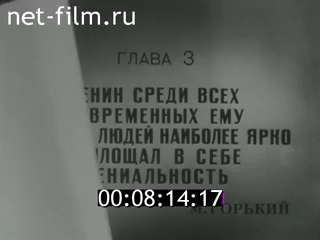 net-film.ru
ГЛАВА 3
ЕНИН СРЕДИ ВСЕХ
ВРЕМЕННЫХ ЕМУ
ЛЮДЕЙ НАИБОЛЕЕ ЯРКО
ПЛОЩАЛ В СЕБЕ
ЕНИАЛЬНОСТЬ
00:08:14:17
М. ГОРЬКИЙ